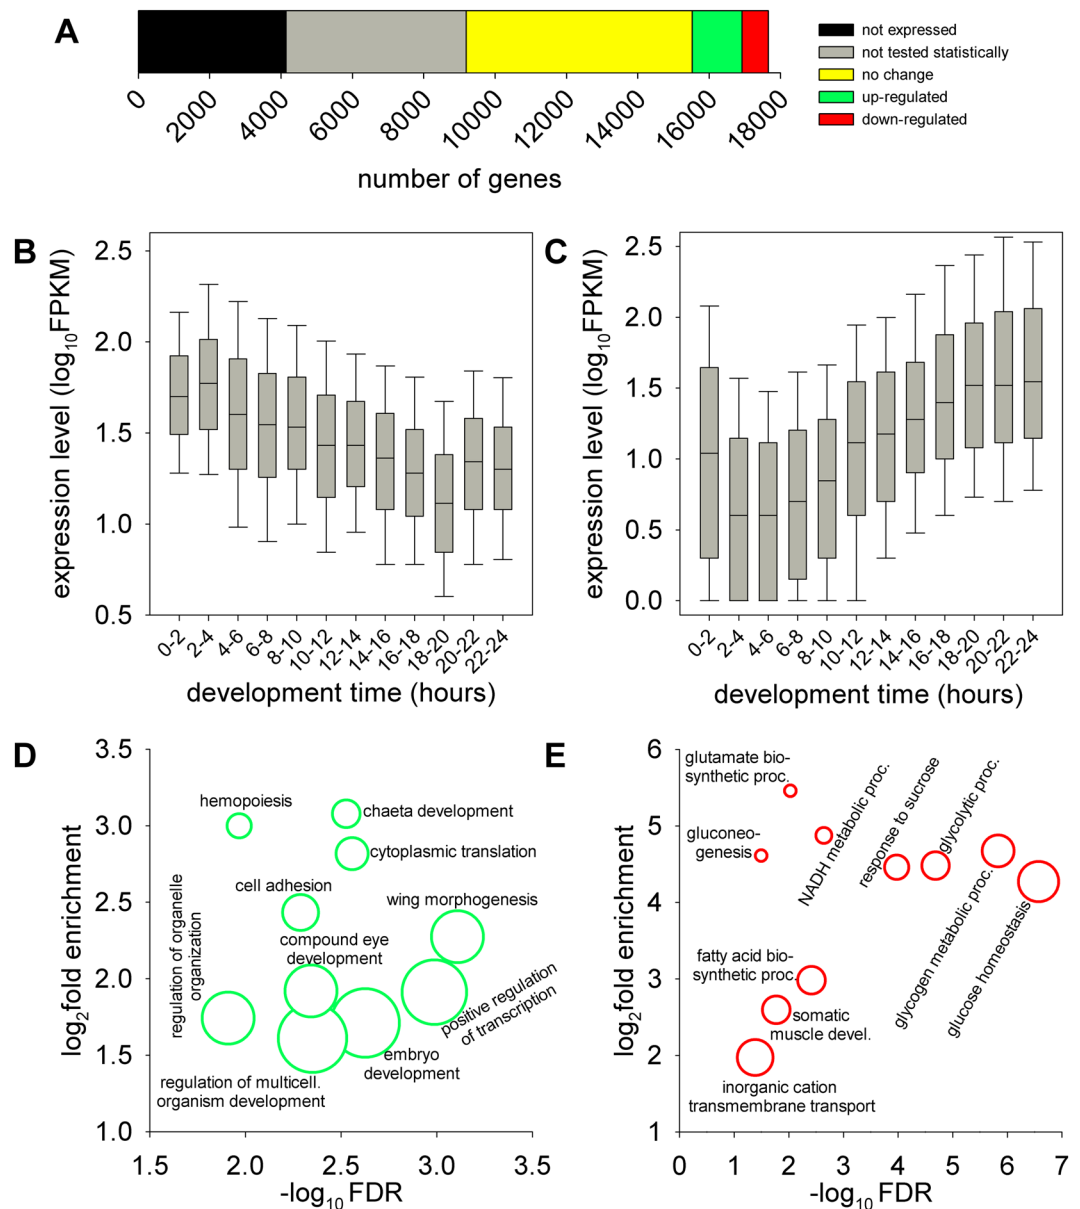 A
not expressed
not tested statistically
no change
up-regulated
down-regulated
0
2000
4000
6000
8000
10000
12000
14000
16000
18000
number of genes
B
expression level (log10FPKM)
2.5
2.0
1.5
1.0
0.5
0-2
2-4
4-6
6-8
8-10
10-12
12-14
14-16
16-18
18-20
20-22
22-24
development time (hours)
C
expression level (log10FPKM)
2.5
2.0
1.5
1.0
0.5
0.0
0-2
2-4
4-6
6-8
8-10
10-12
12-14
14-16
16-18
18-20
20-22
22-24
development time (hours)
D
log2fold enrichment
3.5
3.0
2.5
2.0
1.5
1.0
hemopoiesis
chaeta development
cytoplasmic translation
cell adhesion
wing morphogenesis
regulation of organelle
organization
compound eye
development
positive regulation
of transcription
embryo
development
regulation of multicell.
organism development
1.5
2.0
2.5
3.0
3.5
-log10 FDR
E
log2fold enrichment
6
5
4
3
2
1
glutamate bio-
synthetic proc.
gluconeo-
genesis
NADH metabolic proc.
response to sucrose
glycolytic proc.
glycogen metabolic proc.
glucose homeostasis
fatty acid bio-
synthetic proc.
somatic
muscle devel.
inorganic cation
transmembrane transport
0
1
2
3
4
5
6
7
-log10 FDR